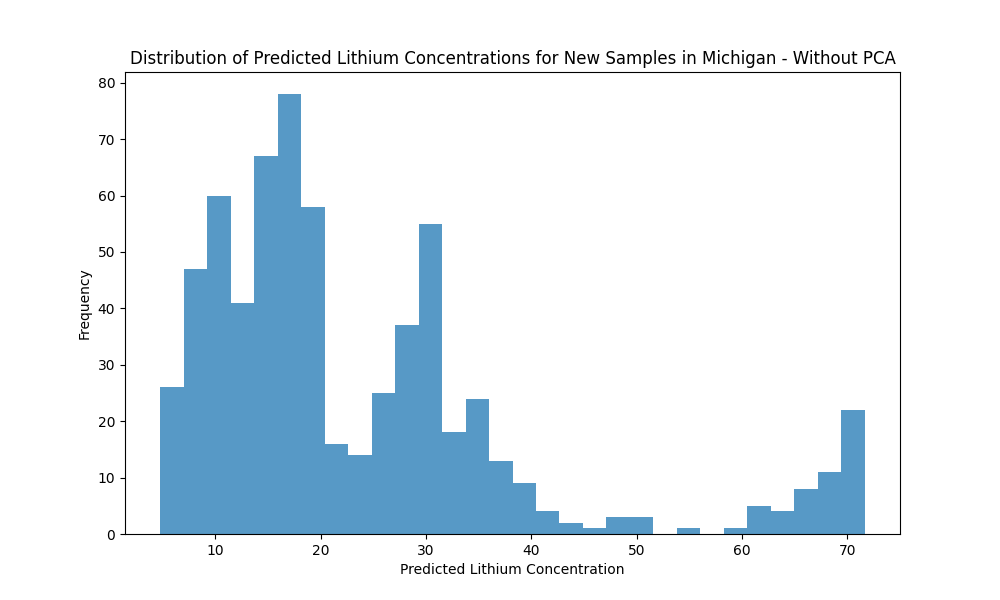 Distribution of Predicted Lithium Concentrations for New Samples in Michigan - Without PCA
80
70
60
50
40
30
20
10
0
Frequency
10 20 30 40 50 60 70
Predicted Lithium Concentration